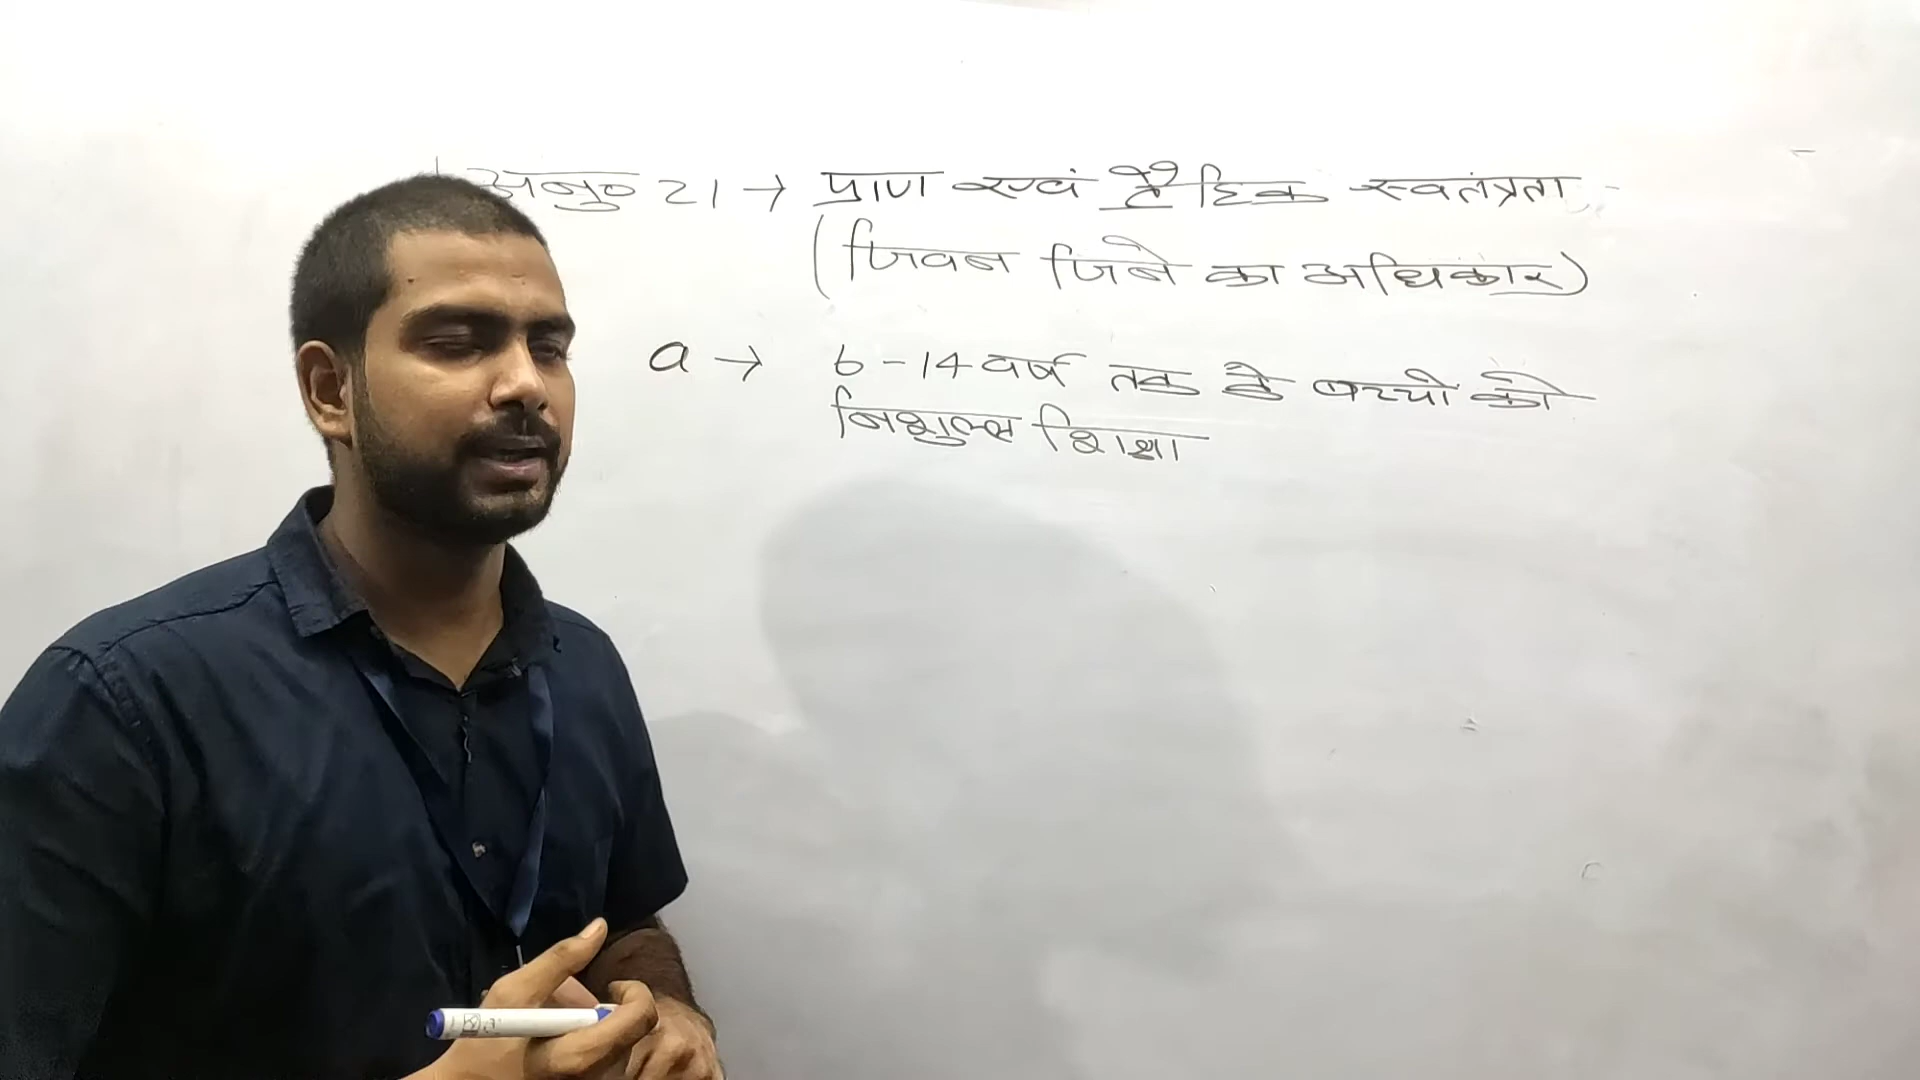 अनु० 21 → प्राण एवं दैहिक स्वतंत्रता
(जिवन जिने का अधिकार)
a → 6-14 वर्ष तक के बच्चो को
निशुल्क शिक्षा